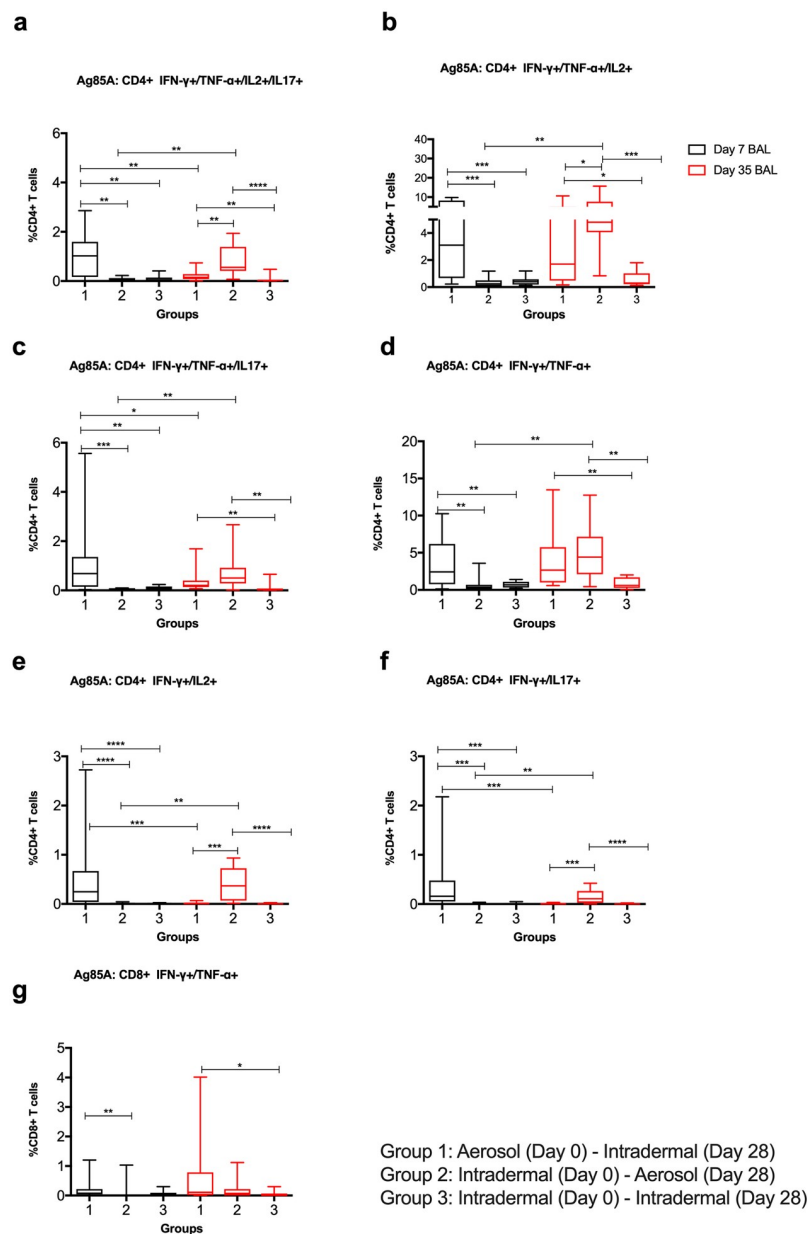 a
Ag85A: CD4+ IFN-γ+/TNF-α+/IL2+/IL17+
%CD4+ T cells
6
4
2
0
** ** ** ** **** ** **
1 2 3 1 2 3
Groups
b
Ag85A: CD4+ IFN-γ+/TNF-α+/IL2+
%CD4+ T cells
40
30
20
10
4
2
0
** *** *** * *** *
1 2 3 1 2 3
Groups
Day 7 BAL
Day 35 BAL
c
Ag85A: CD4+ IFN-γ+/TNF-α+/IL17+
%CD4+ T cells
6
4
2
0
** * ** *** ** **
1 2 3 1 2 3
Groups
d
Ag85A: CD4+ IFN-γ+/TNF-α+
%CD4+ T cells
20
15
10
5
0
** ** ** ** **
1 2 3 1 2 3
Groups
e
Ag85A: CD4+ IFN-γ+/IL2+
%CD4+ T cells
3
2
1
0
**** **** ** *** **** ***
1 2 3 1 2 3
Groups
f
Ag85A: CD4+ IFN-γ+/IL17+
%CD4+ T cells
3
2
1
0
*** *** ** *** **** ***
1 2 3 1 2 3
Groups
g
Ag85A: CD8+ IFN-γ+/TNF-α+
%CD8+ T cells
5
4
3
2
1
0
** *
1 2 3 1 2 3
Groups
Group 1: Aerosol (Day 0) - Intradermal (Day 28)
Group 2: Intradermal (Day 0) - Aerosol (Day 28)
Group 3: Intradermal (Day 0) - Intradermal (Day 28)